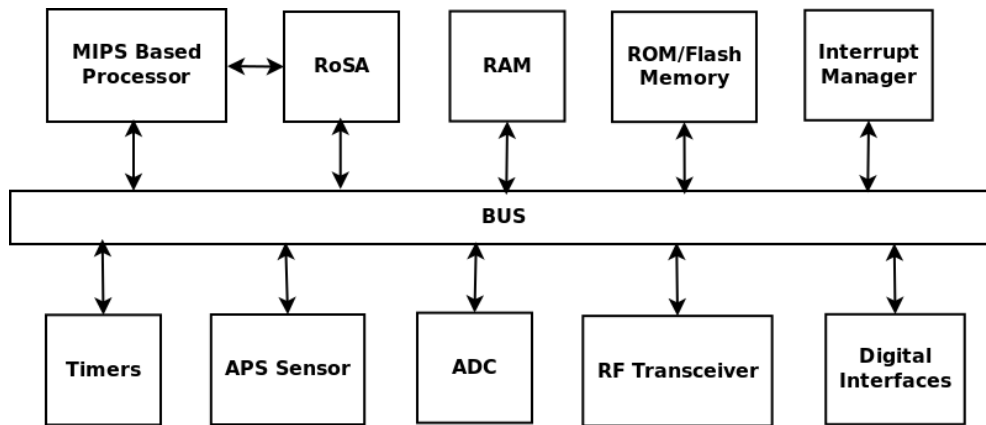 MIPS Based
Processor
RoSA
RAM
ROM/Flash
Memory
Interrupt
Manager
BUS
Timers
APS Sensor
ADC
RF Transceiver
Digital
Interfaces